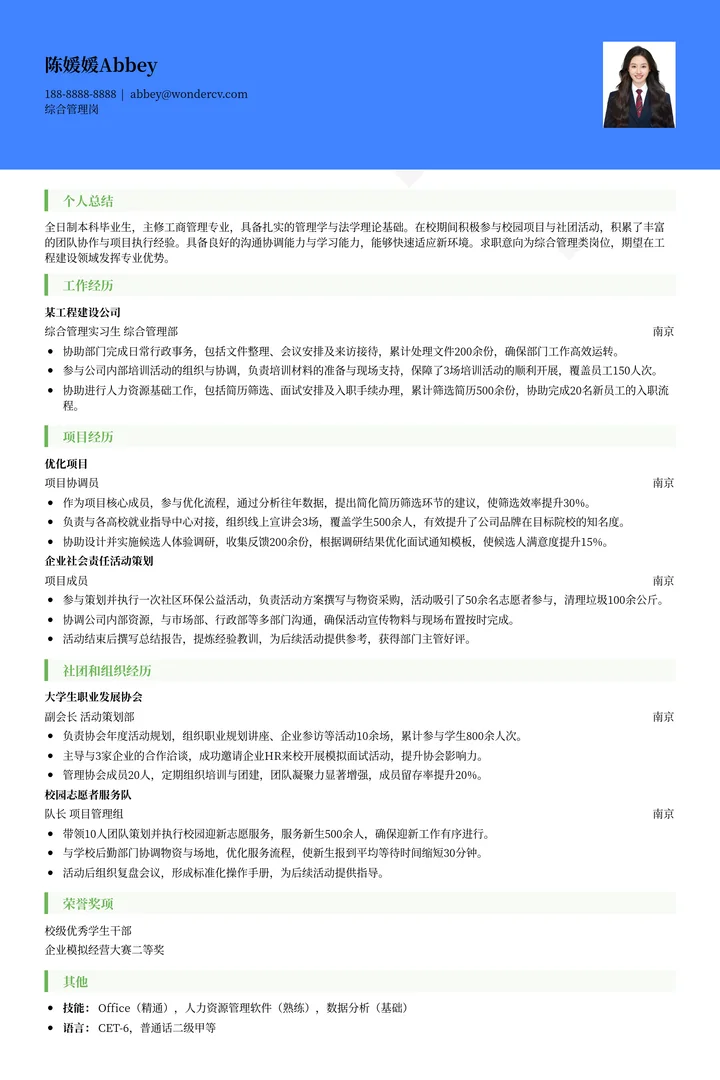 陈媛媛Abbey
188-8888-8888 | abbey@wondercv.com
综合管理岗
个人总结
全日制本科毕业生，主修工商管理专业，具备扎实的管理学与法学理论基础。在校期间积极参与校园项目与社团活动，积累了丰富
的团队协作与项目执行经验。具备良好的沟通协调能力与学习能力，能够快速适应新环境。求职意向为综合管理类岗位，期望在工
程建设领域发挥专业优势。
工作经历
某工程建设公司
综合管理实习生 综合管理部 南京
• 协助部门完成日常行政事务，包括文件整理、会议安排及来访接待，累计处理文件200余份，确保部门工作高效运转。
• 参与公司内部培训活动的组织与协调，负责培训材料的准备与现场支持，保障了3场培训活动的顺利开展，覆盖员工150人次。
• 协助进行人力资源基础工作，包括简历筛选、面试安排及入职手续办理，累计筛选简历500余份，协助完成20名新员工的入职流
程。
项目经历
优化项目
项目协调员 南京
• 作为项目核心成员，参与优化流程，通过分析往年数据，提出简化简历筛选环节的建议，使筛选效率提升30%。
• 负责与各高校就业指导中心对接，组织线上宣讲会3场，覆盖学生500余人，有效提升了公司品牌在目标院校的知名度。
• 协助设计并实施候选人体验调研，收集反馈200余份，根据调研结果优化面试通知模板，使候选人满意度提升15%。
企业社会责任活动策划
项目成员 南京
• 参与策划并执行一次社区环保公益活动，负责活动方案撰写与物资采购，活动吸引了50余名志愿者参与，清理垃圾100余公斤。
• 协调公司内部资源，与市场部、行政部等多部门沟通，确保活动宣传物料与现场布置按时完成。
• 活动结束后撰写总结报告，提炼经验教训，为后续活动提供参考，获得部门主管好评。
社团和组织经历
大学生职业发展协会
副会长 活动策划部 南京
• 负责协会年度活动规划，组织职业规划讲座、企业参访等活动10余场，累计参与学生800余人次。
• 主导与3家企业的合作洽谈，成功邀请企业HR来校开展模拟面试活动，提升协会影响力。
• 管理协会成员20人，定期组织培训与团建，团队凝聚力显著增强，成员留存率提升20%。
校园志愿者服务队
队长 项目管理组 南京
• 带领10人团队策划并执行校园迎新志愿服务，服务新生500余人，确保迎新工作有序进行。
• 与学校后勤部门协调物资与场地，优化服务流程，使新生报到平均等待时间缩短30分钟。
• 活动后组织复盘会议，形成标准化操作手册，为后续活动提供指导。
荣誉奖项
校级优秀学生干部
企业模拟经营大赛二等奖
其他
• 技能： Office（精通），人力资源管理软件（熟练），数据分析（基础）
• 语言： CET-6，普通话二级甲等